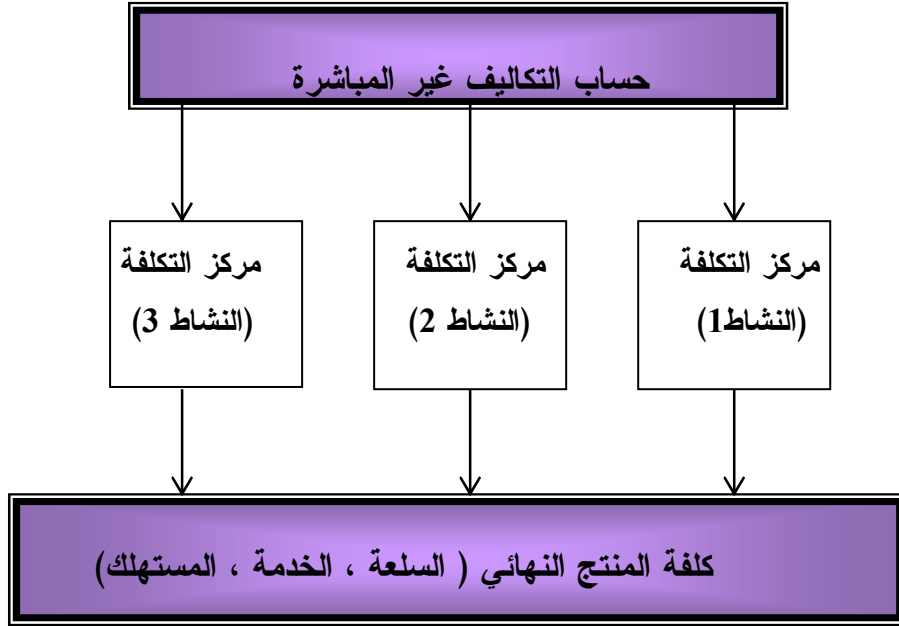 حساب التكاليف غير المباشرة
مركز التكلفة
(النشاط1)
مركز التكلفة
(النشاط 2)
مركز التكلفة
(النشاط 3)
كلفة المنتج النهائي ( السلعة ، الخدمة ، المستهلك)